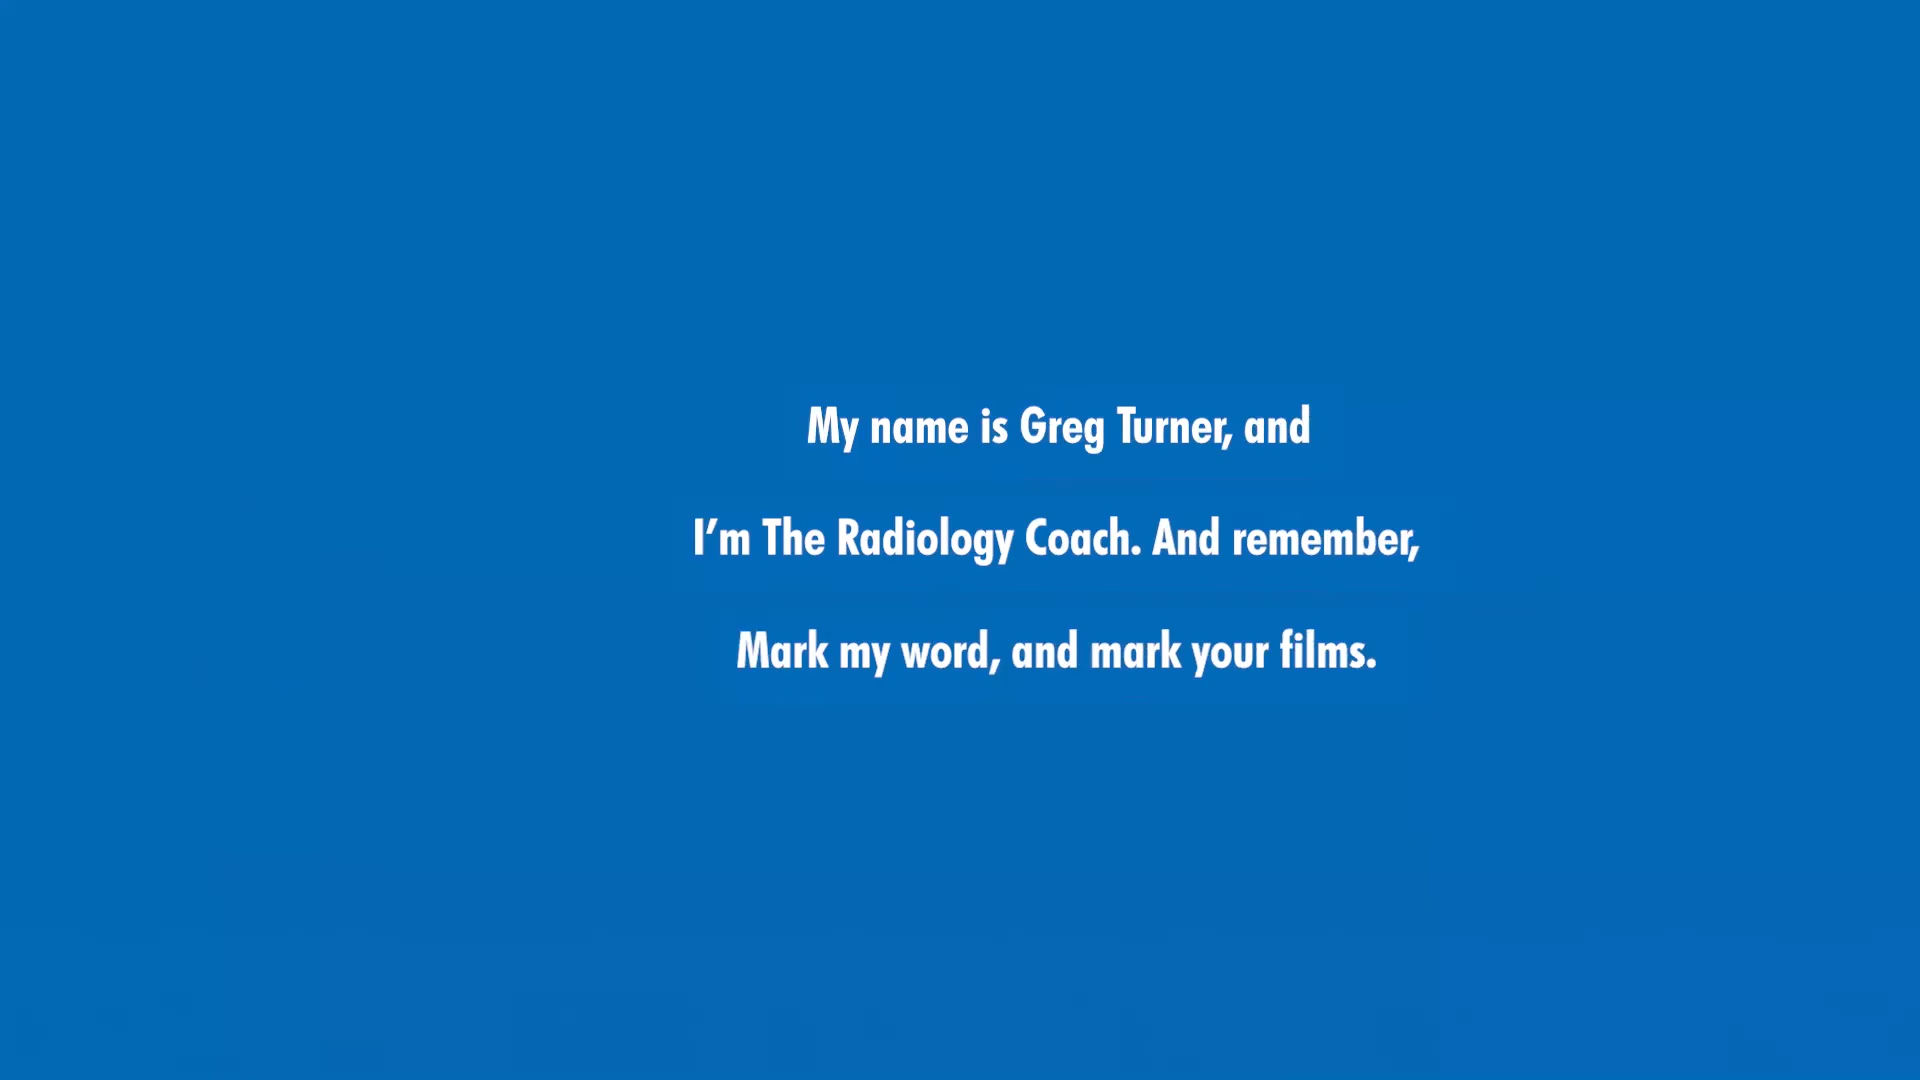 My name is Greg Turner, and
I’m The Radiology Coach. And remember,
Mark my word, and mark your films.